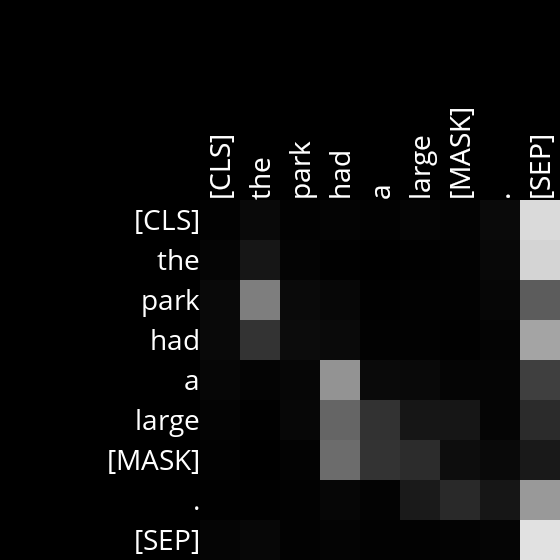 [CLS]
the
park
had
a
large
[MASK]
.
[SEP]
[CLS]
the
park
had
a
large
[MASK]
.
[SEP]